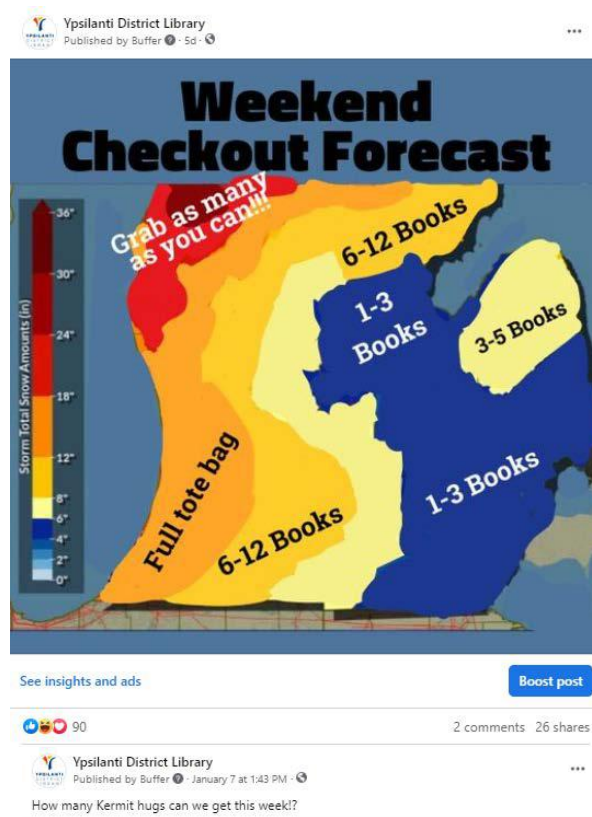 Ypsilanti District Library
Published by Buffer · 5d ·
Weekend
Checkout Forecast
Grab as many
as you can!!!
6-12 Books
1-3
Books
3-5 Books
Full tote bag
6-12 Books
1-3 Books
Storm Total Snow Amounts (in)
36"
30"
24"
18"
12"
8"
6"
4"
2"
0"
See insights and ads
Boost post
90
2 comments 26 shares
Ypsilanti District Library
Published by Buffer · January 7 at 1:43 PM ·
How many Kermit hugs can we get this week!?